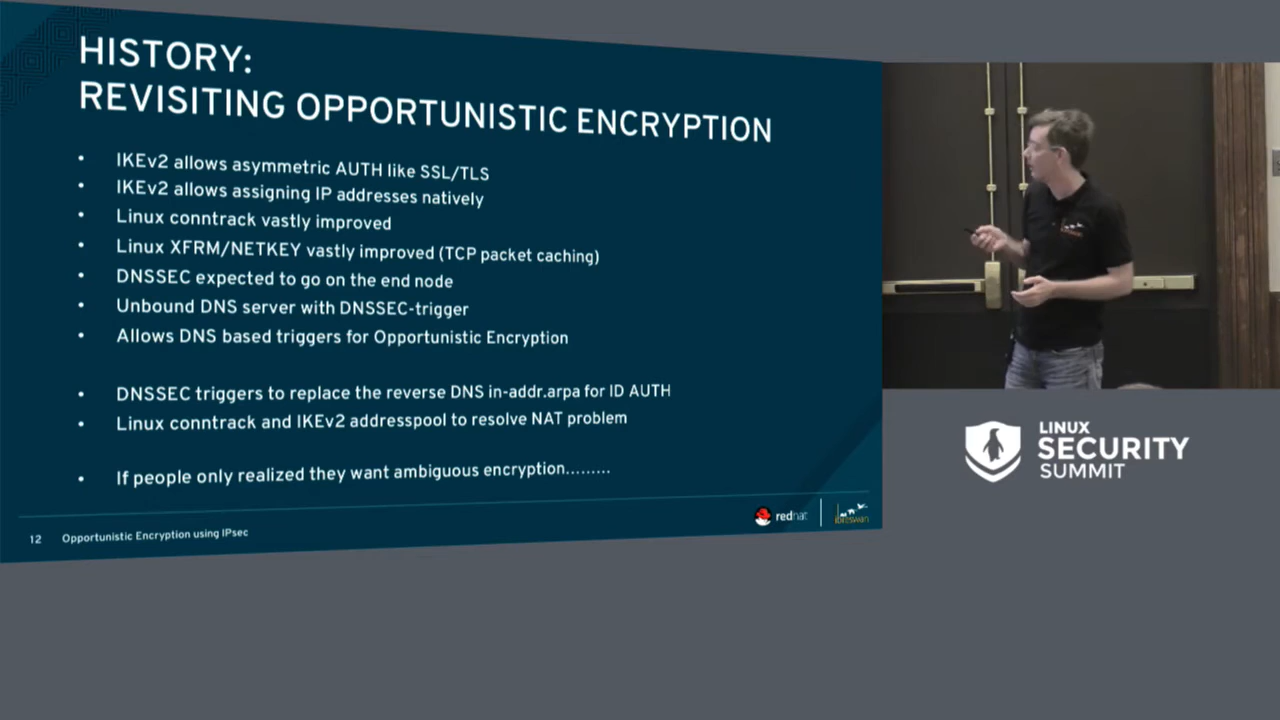 HISTORY:
REVISITING OPPORTUNISTIC ENCRYPTION
• IKEv2 allows asymmetric AUTH like SSL/TLS
• IKEv2 allows assigning IP addresses natively
• Linux conntrack vastly improved
• Linux XFRM/NETKEY vastly improved (TCP packet caching)
• DNSSEC expected to go on the end node
• Unbound DNS server with DNSSEC-trigger
• Allows DNS based triggers for Opportunistic Encryption
• DNSSEC triggers to replace the reverse DNS in-addr.arpa for ID AUTH
• Linux conntrack and IKEv2 addresspool to resolve NAT problem
• If people only realized they want ambiguous encryption.........
12 Opportunistic Encryption using IPsec
redhat
libreswan
LINUX
SECURITY
SUMMIT